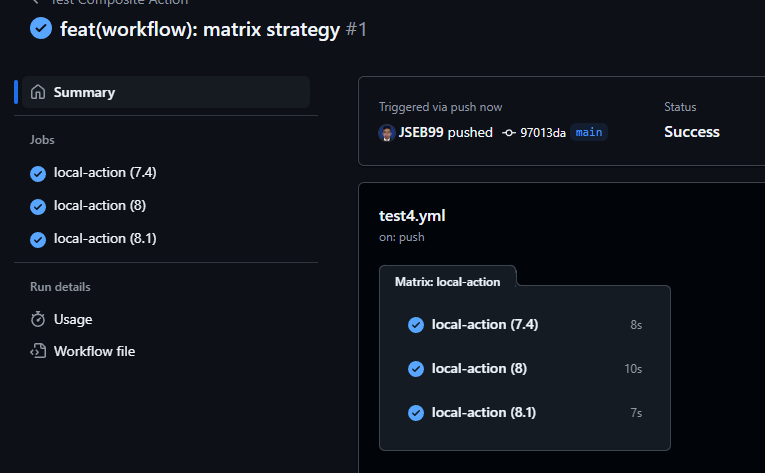 Test Composite Action
feat(workflow): matrix strategy #1
Summary
Jobs
local-action (7.4)
local-action (8)
local-action (8.1)
Run details
Usage
Workflow file
Triggered via push now
JSEB99 pushed 97013da main
Status
Success
test4.yml
on: push
Matrix: local-action
local-action (7.4) 8s
local-action (8) 10s
local-action (8.1) 7s